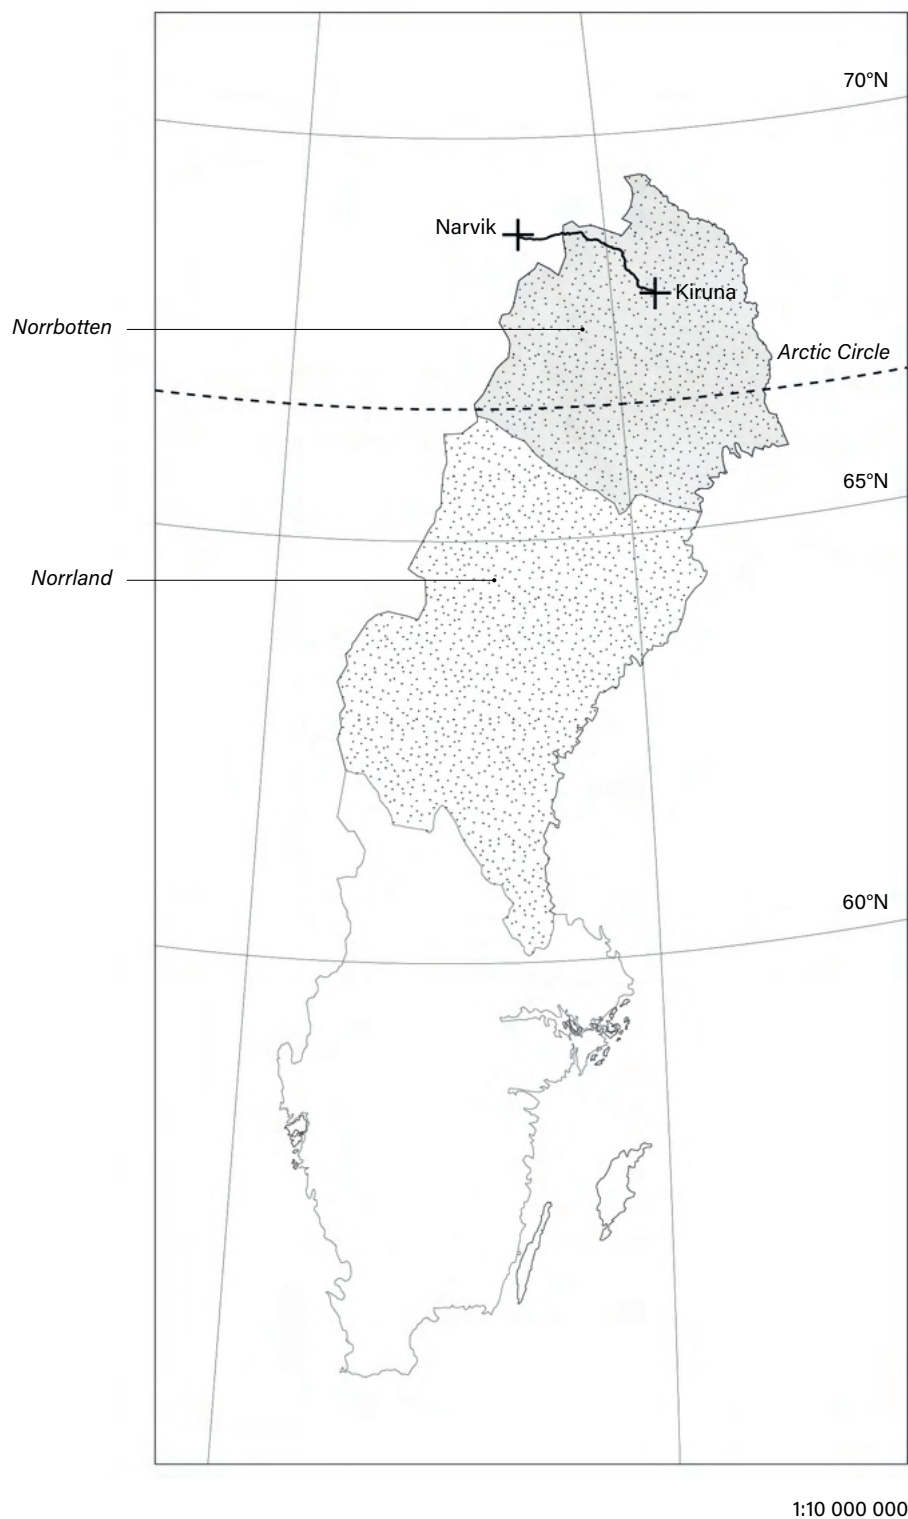 70°N
Narvik
Kiruna
Norrbotten
Arctic Circle
65°N
Norrland
60°N
1:10 000 000